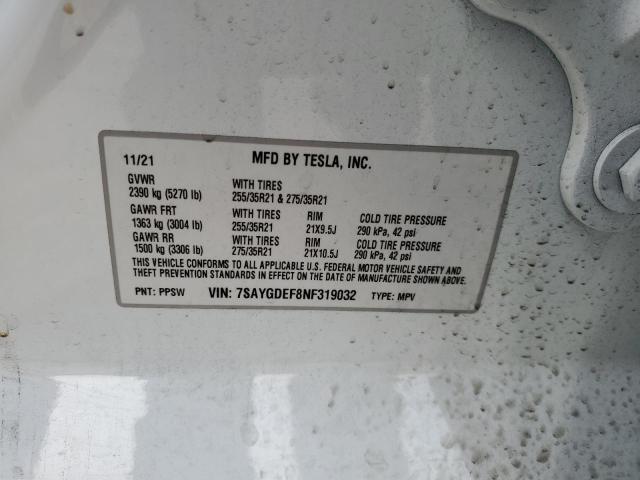 11/21 MFD BY TESLA, INC.
GVWR WITH TIRES
2390 kg (5270 lb) 255/35R21 & 275/35R21
GAWR FRT WITH TIRES RIM COLD TIRE PRESSURE
1363 kg (3004 lb) 255/35R21 21X9.5J 290 kPa, 42 psi
GAWR RR WITH TIRES RIM COLD TIRE PRESSURE
1500 kg (3306 lb) 275/35R21 21X10.5J 290 kPa, 42 psi
THIS VEHICLE CONFORMS TO ALL APPLICABLE U.S. FEDERAL MOTOR VEHICLE SAFETY AND
THEFT PREVENTION STANDARDS IN EFFECT ON THE DATE OF MANUFACTURE SHOWN ABOVE.
PNT: PPSW VIN: 7SAYGDEF8NF319032 TYPE: MPV